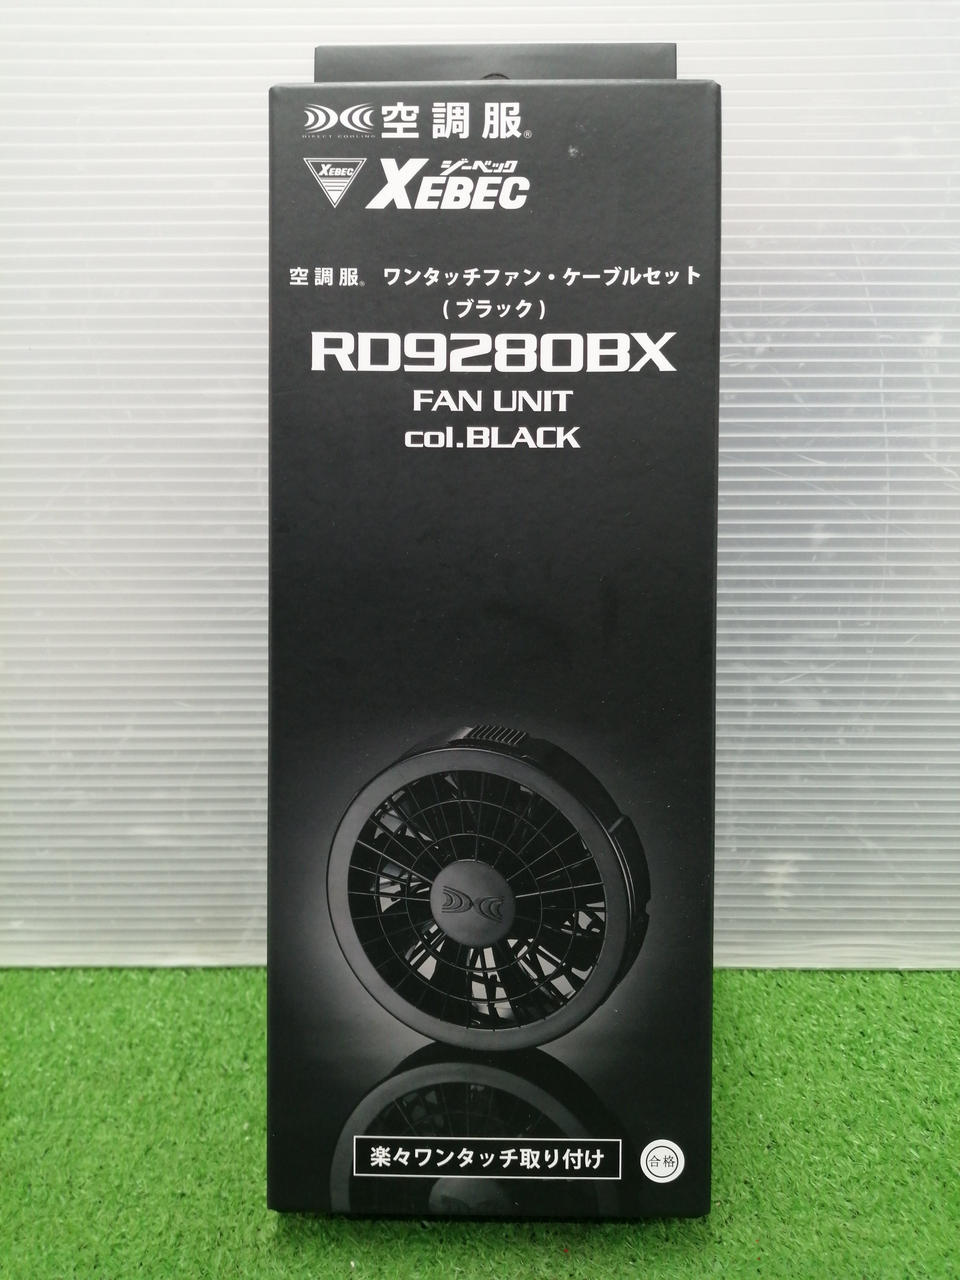 空調服®
DIRECT COOLING
XEBEC
ジーベック
XEBEC
空調服® ワンタッチファン・ケーブルセット
(ブラック)
RD9280BX
FAN UNIT
col.BLACK
楽々ワンタッチ取り付け
合格